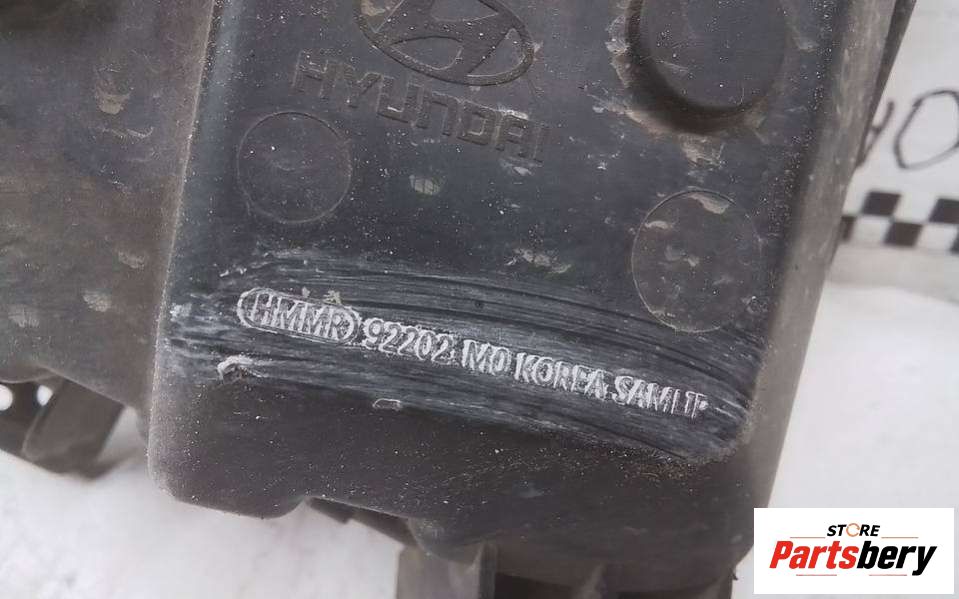 HYUNDAI
HMMR 92202 M0 KOREA SAMLIP
STORE
Partsbery